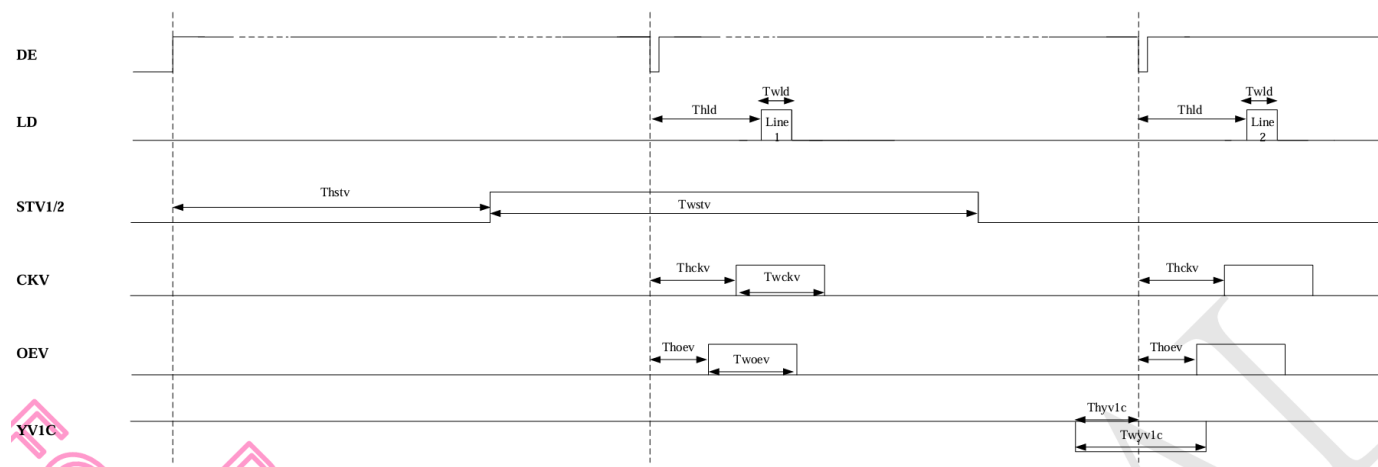 DE
Twld
Twld
LD
Thld
Line
1
Thld
Line
2
Thstv
STV1/2
Twstv
CKV
Thckv
Twckv
Thckv
OEV
Thoev
Twoev
Thoev
YV1C
Thyv1c
Twyv1c